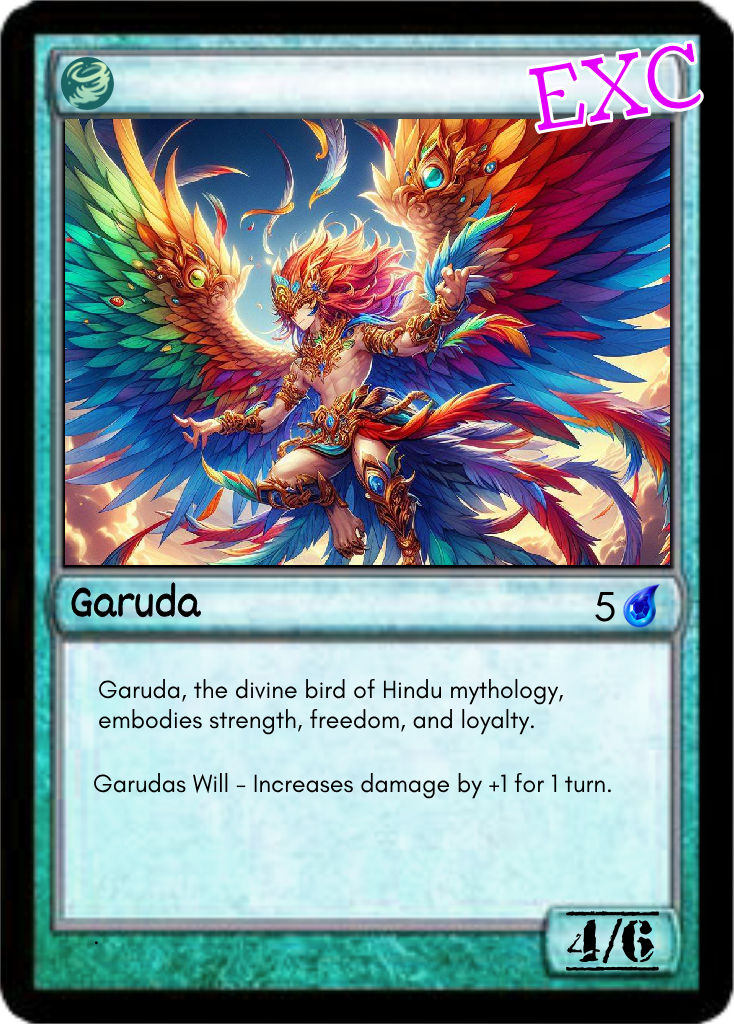 EXC
Garuda
5
Garuda, the divine bird of Hindu mythology,
embodies strength, freedom, and loyalty.
Garudas Will - Increases damage by +1 for 1 turn.
4/6